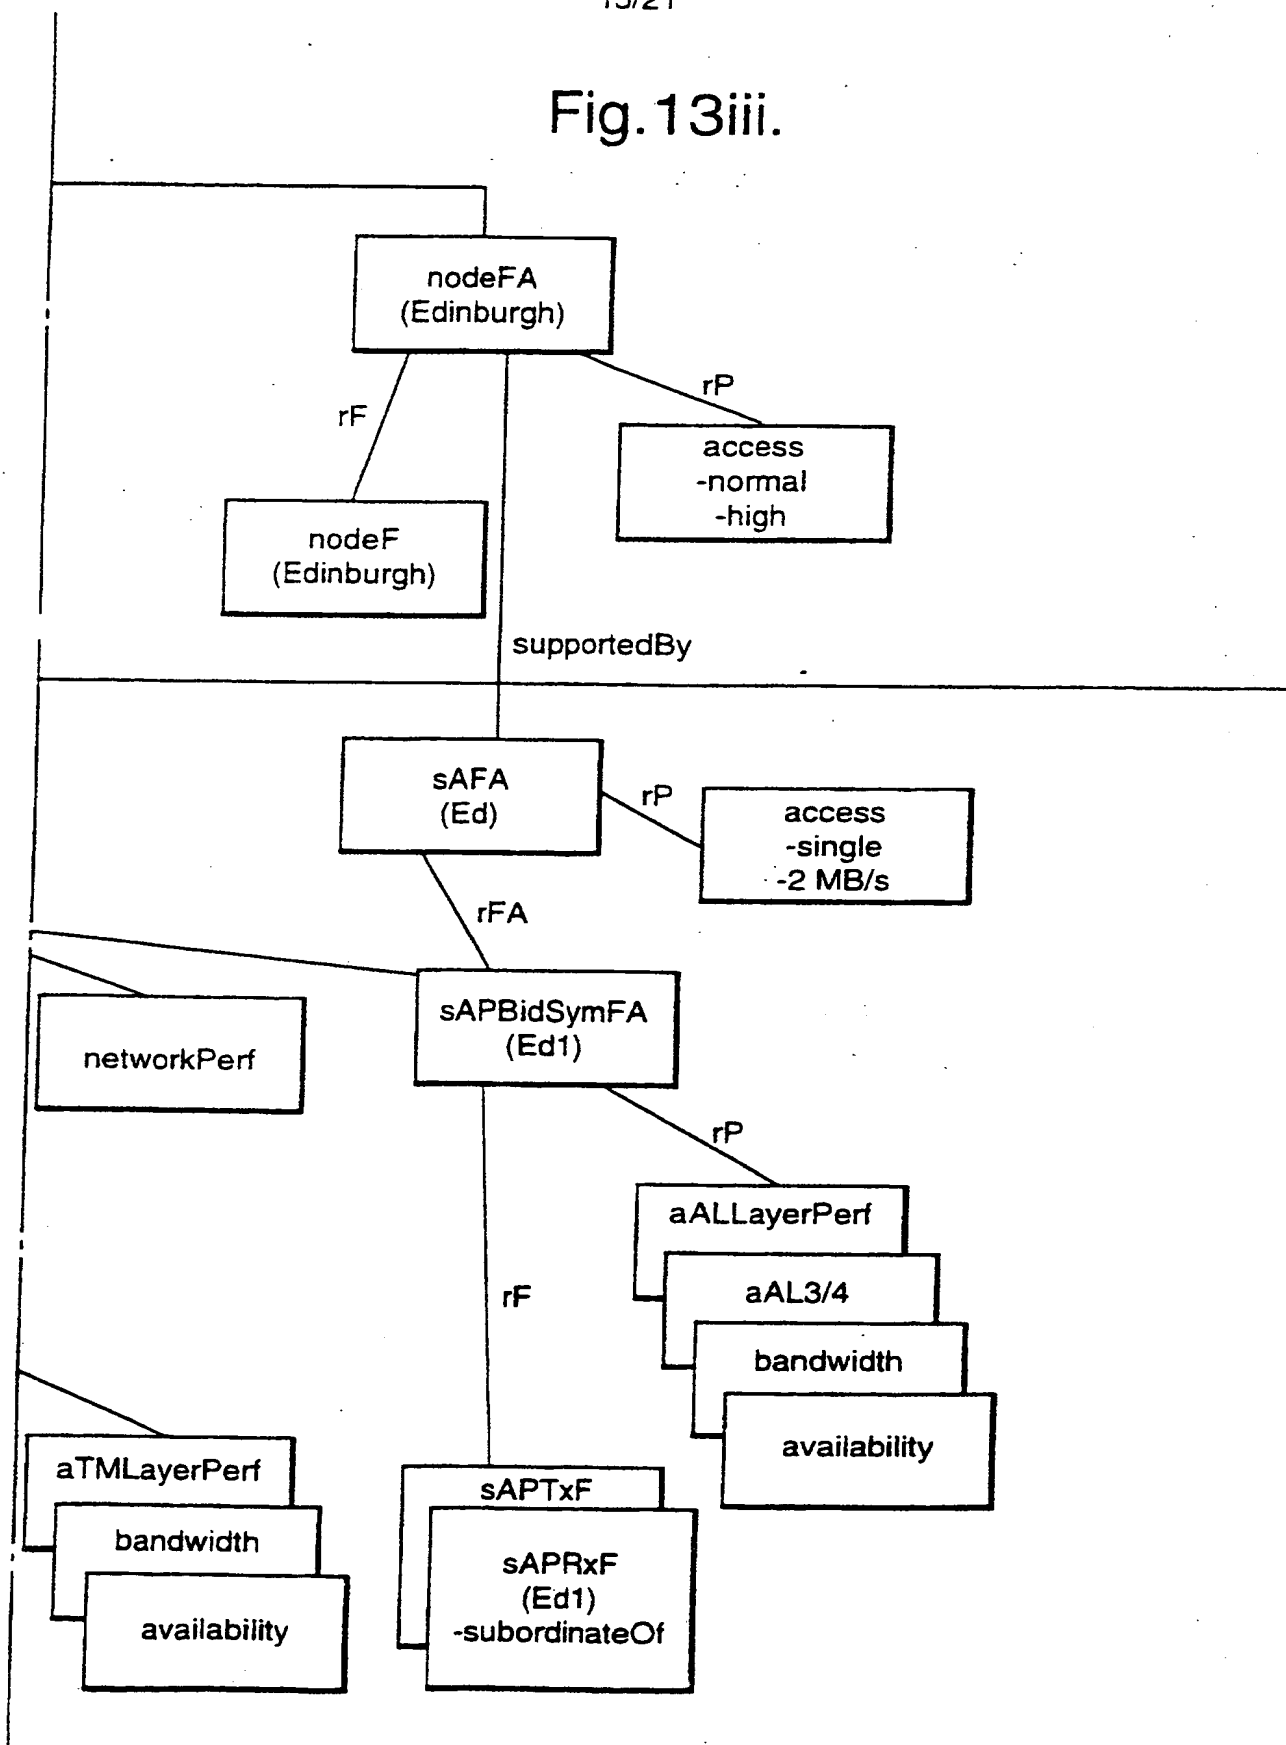 Fig.13iii.
nodeFA
(Edinburgh)
rP
rF
access
-normal
-high
nodeF
(Edinburgh)
supportedBy
sAFA
(Ed)
rP
access
-single
-2 MB/s
rFA
sAPBidSymFA
(Ed1)
networkPerf
rP
aALLayerPerf
rF
aAL3/4
bandwidth
availability
aTMLayerPerf
bandwidth
availability
sAPTxF
sAPRxF
(Ed1)
-subordinateOf